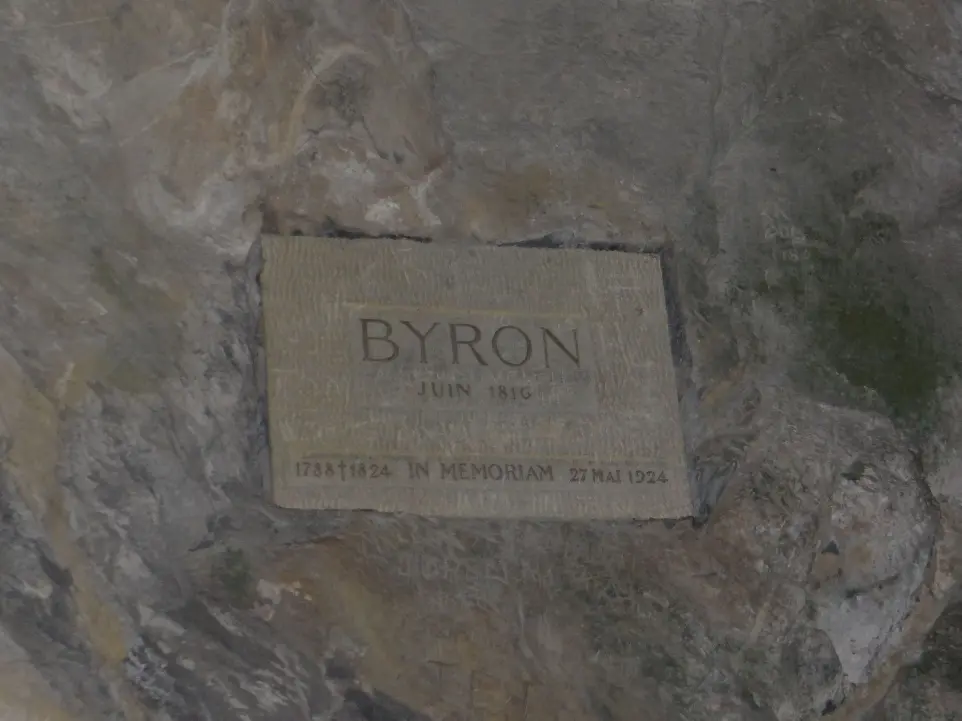 BYRON
JUIN 1816
1788†1824 IN MEMORIAM 27 MAI 1924